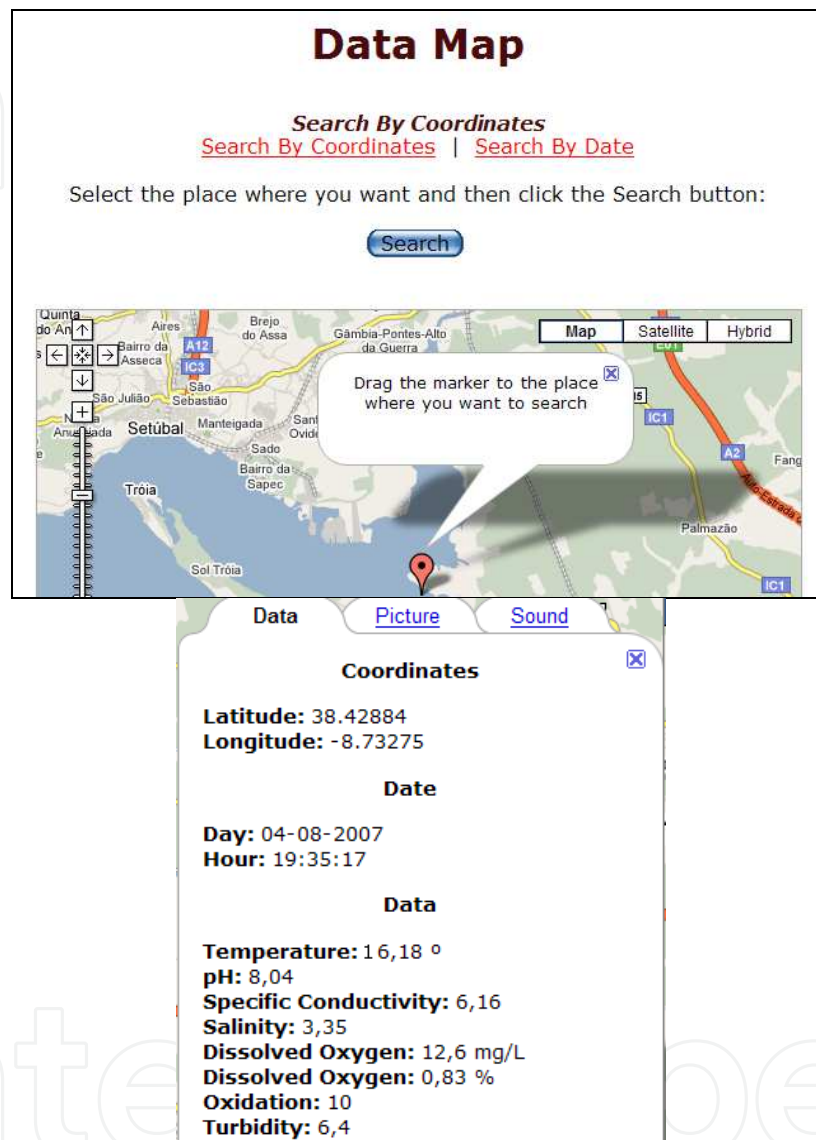 Data Map
Search By Coordinates
Search By Coordinates | Search By Date
Select the place where you want and then click the Search button:
Search
Quinta
do An
Aires
Brejo
do Assa
Gâmbia-Pontes-Alto
da Guerra
Map
Satellite
Hybrid
Bairro da
Asseca
A12
IC3
E01
Drag the marker to the place
where you want to search
São
Sebastião
São Julião
IC1
Setúbal
Manteigada
Sado
A2
Fang
Bairro da
Sapec
Tróia
Auto-Estrada
Palmazão
Sol Tróia
IC1
Data
Picture
Sound
Coordinates
Latitude: 38.42884
Longitude: -8.73275
Date
Day: 04-08-2007
Hour: 19:35:17
Data
Temperature: 16,18 º
pH: 8,04
Specific Conductivity: 6,16
Salinity: 3,35
Dissolved Oxygen: 12,6 mg/L
Dissolved Oxygen: 0,83 %
Oxidation: 10
Turbidity: 6,4